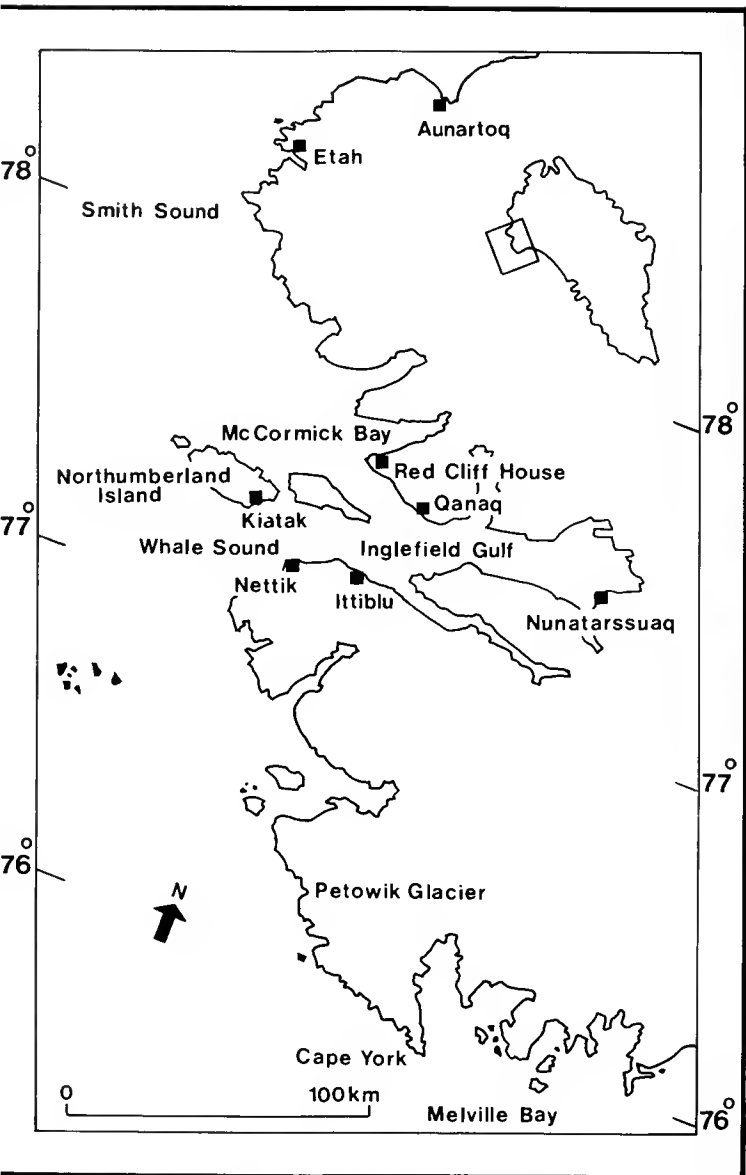 Aunartoq
Etah
78°
Smith Sound
78°
McCormick Bay
Red Cliff House
Northumberland
Island
Qanaq
Kiatak
77°
Whale Sound
Inglefield Gulf
Nettik
Ittiblu
Nunatarssuaq
77°
76°
N
Petowik Glacier
Cape York
0
100km
Melville Bay
76°